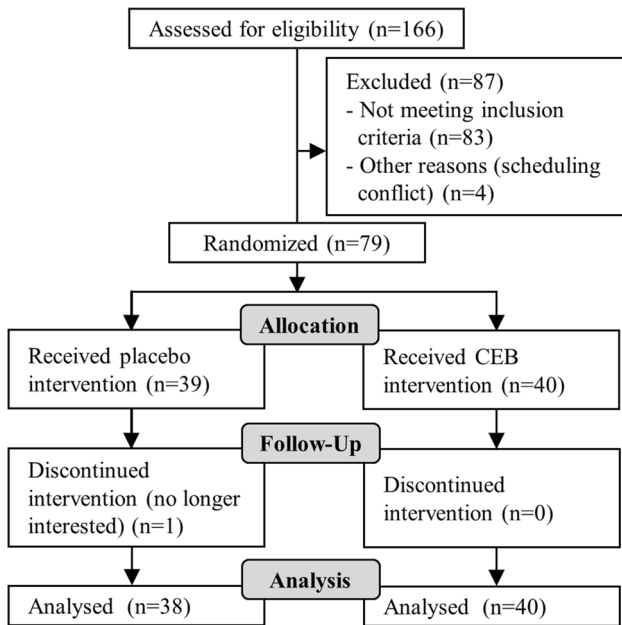 Assessed for eligibility (n=166)
Excluded (n=87)
- Not meeting inclusion
criteria (n=83)
- Other reasons (scheduling
conflict) (n=4)
Randomized (n=79)
Allocation
Received placebo
intervention (n=39)
Received CEB
intervention (n=40)
Follow-Up
Discontinued
intervention (no longer
interested) (n=1)
Discontinued
intervention (n=0)
Analysis
Analysed (n=38)
Analysed (n=40)